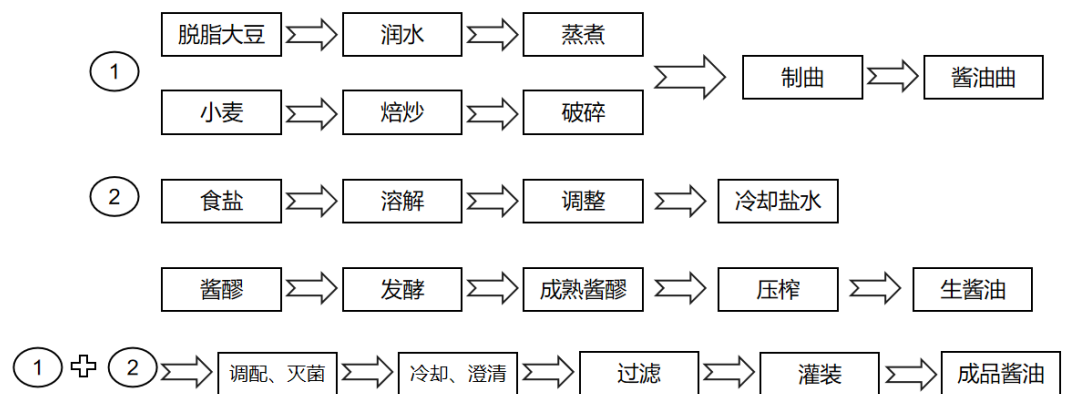 脱脂大豆 润水 蒸煮
① 制曲 酱油曲
小麦 焙炒 破碎
② 食盐 溶解 调整 冷却盐水
酱醪 发酵 成熟酱醪 压榨 生酱油
① ② 调配、灭菌 冷却、澄清 过滤 灌装 成品酱油